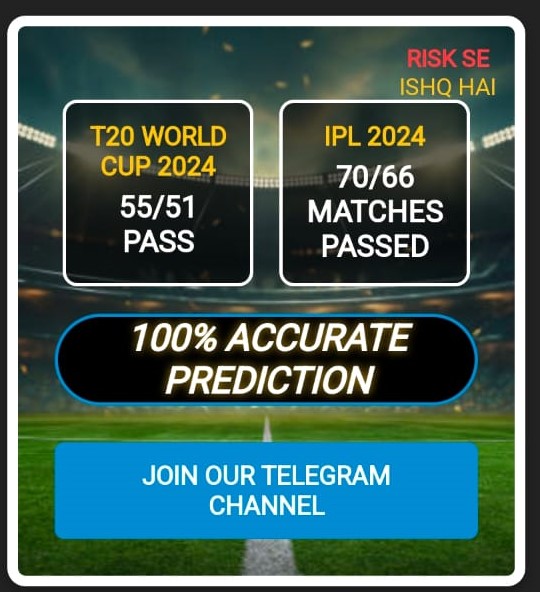 RISK SE
ISHQ HAI
T20 WORLD
CUP 2024
55/51
PASS
IPL 2024
70/66
MATCHES
PASSED
100% ACCURATE
PREDICTION
JOIN OUR TELEGRAM
CHANNEL